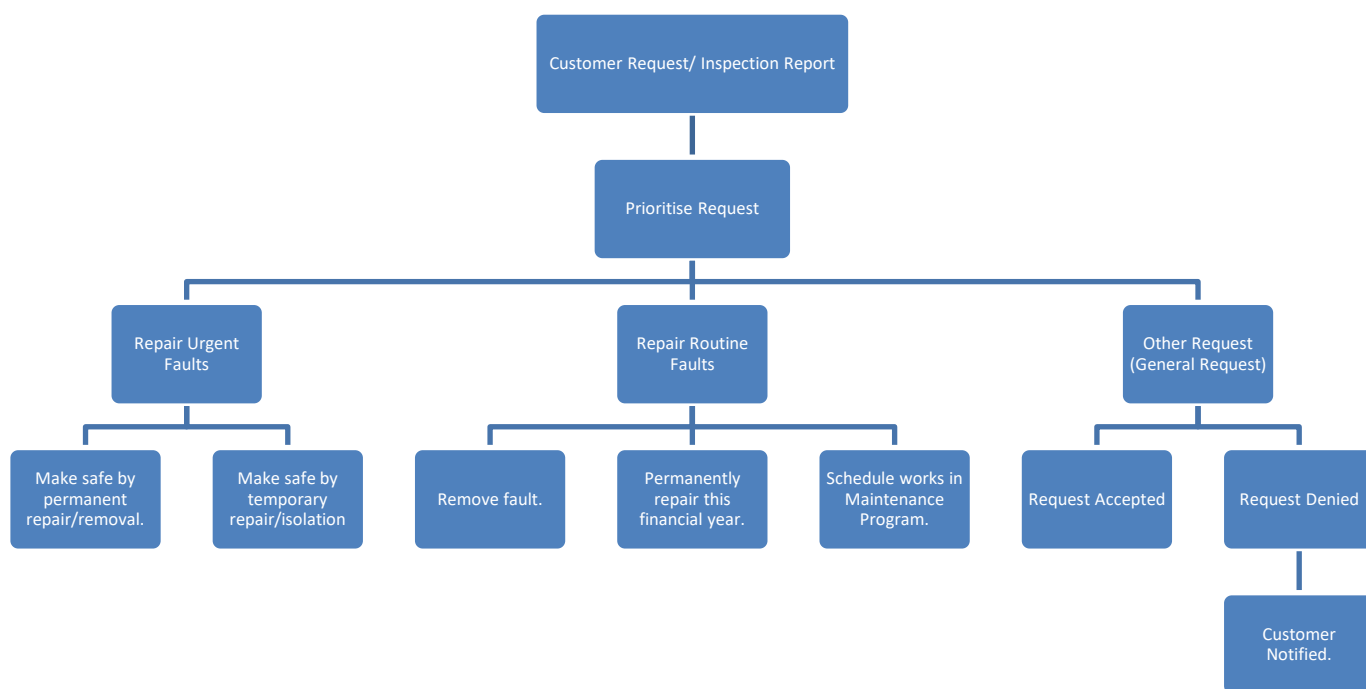 Customer Request/ Inspection Report
Prioritise Request
Repair Urgent
Faults
Repair Routine
Faults
Other Request
(General Request)
Make safe by
permanent
repair/removal.
Make safe by
temporary
repair/isolation
Remove fault.
Permanently
repair this
financial year.
Schedule works in
Maintenance
Program.
Request Accepted
Request Denied
Customer
Notified.